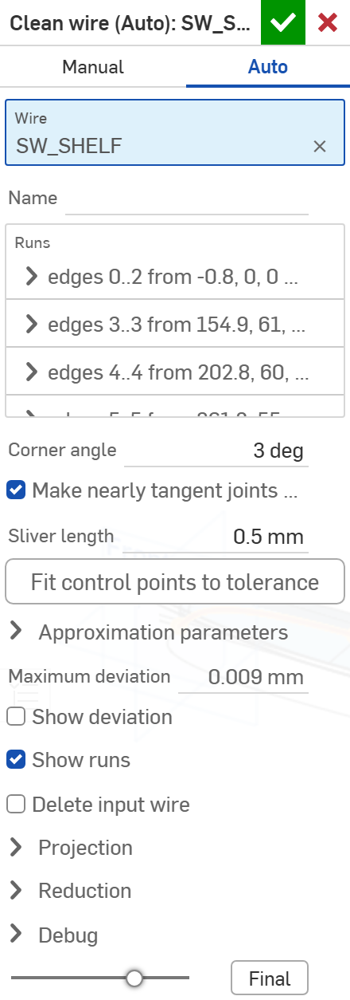 Clean wire (Auto): SW_S...
Manual
Auto
Wire
SW_SHELF
Name
Runs
edges 0..2 from -0.8, 0, 0 ...
edges 3..3 from 154.9, 61, ...
edges 4..4 from 202.8, 60, ...
Corner angle 3 deg
Make nearly tangent joints ...
Sliver length 0.5 mm
Fit control points to tolerance
Approximation parameters
Maximum deviation 0.009 mm
Show deviation
Show runs
Delete input wire
Projection
Reduction
Debug
Final